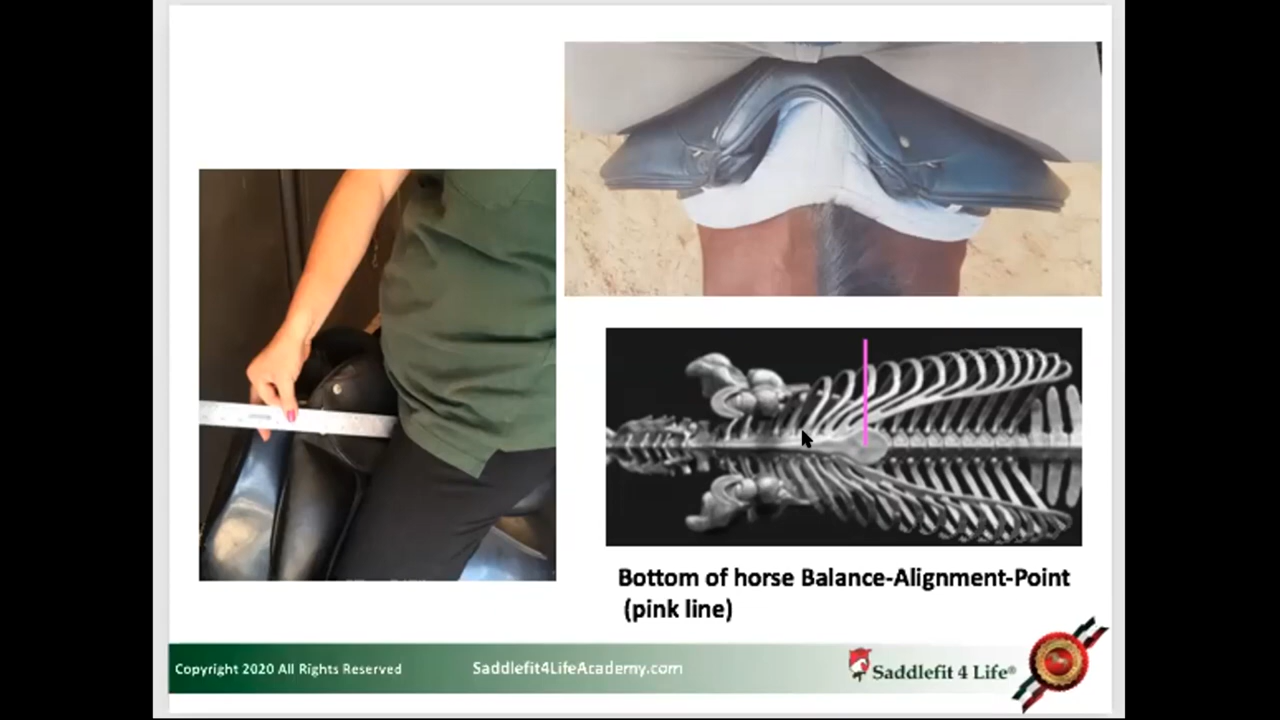 Bottom of horse Balance-Alignment-Point
(pink line)
Copyright 2020 All Rights Reserved
Saddlefit4LifeAcademy.com
Saddlefit 4 Life®